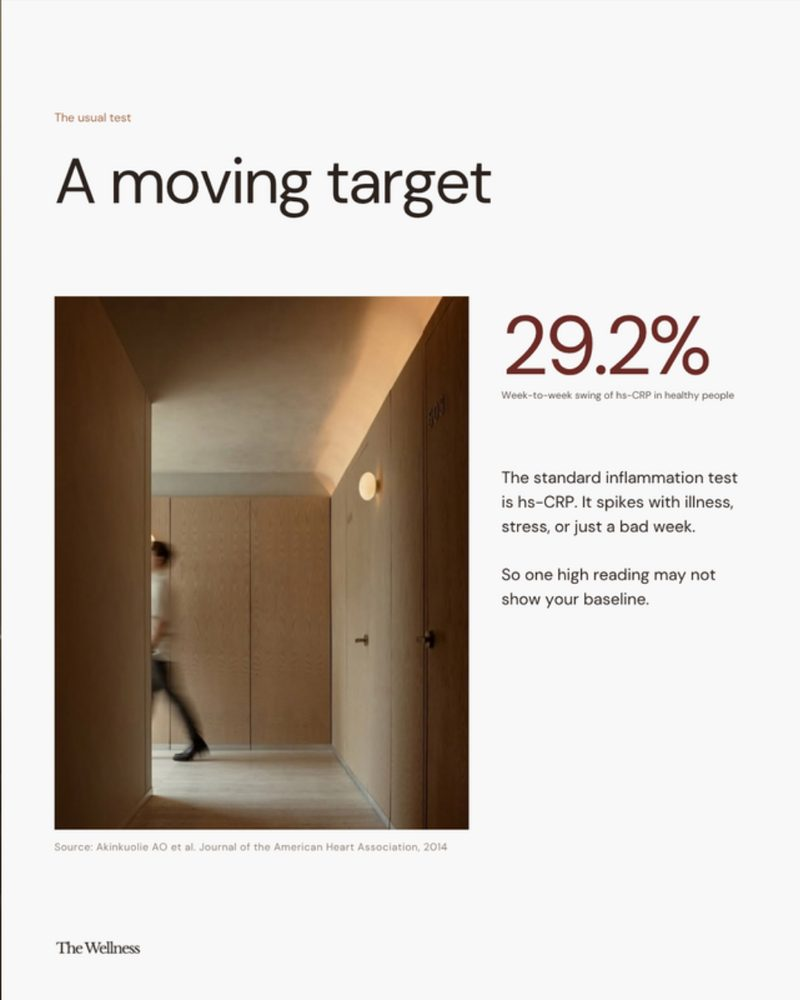 The usual test
A moving target
29.2%
Week-to-week swing of hs-CRP in healthy people
The standard inflammation test
is hs-CRP. It spikes with illness,
stress, or just a bad week.
So one high reading may not
show your baseline.
Source: Akinkuolie AO et al. Journal of the American Heart Association, 2014
The Wellness